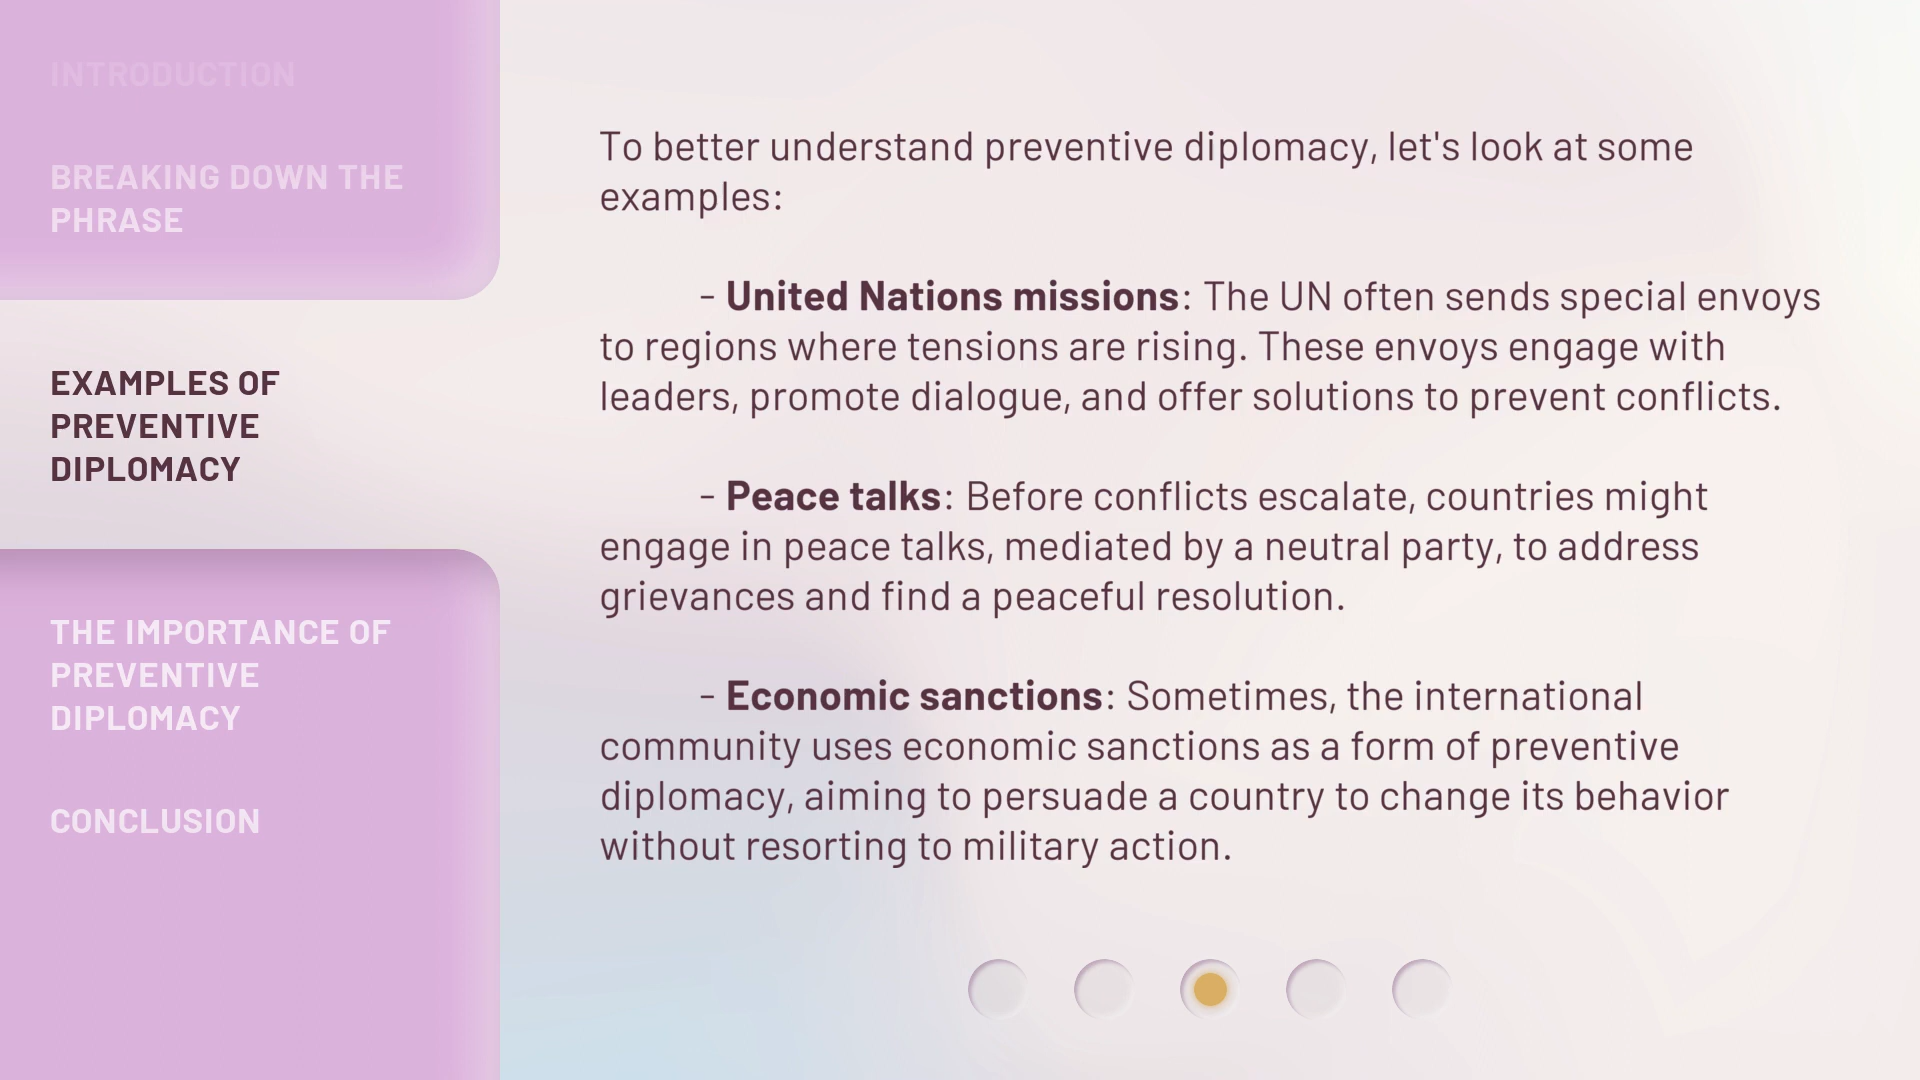 INTRODUCTION
BREAKING DOWN THE
PHRASE
EXAMPLES OF
PREVENTIVE
DIPLOMACY
THE IMPORTANCE OF
PREVENTIVE
DIPLOMACY
CONCLUSION
To better understand preventive diplomacy, let's look at some
examples:
- United Nations missions: The UN often sends special envoys
to regions where tensions are rising. These envoys engage with
leaders, promote dialogue, and offer solutions to prevent conflicts.
- Peace talks: Before conflicts escalate, countries might
engage in peace talks, mediated by a neutral party, to address
grievances and find a peaceful resolution.
- Economic sanctions: Sometimes, the international
community uses economic sanctions as a form of preventive
diplomacy, aiming to persuade a country to change its behavior
without resorting to military action.